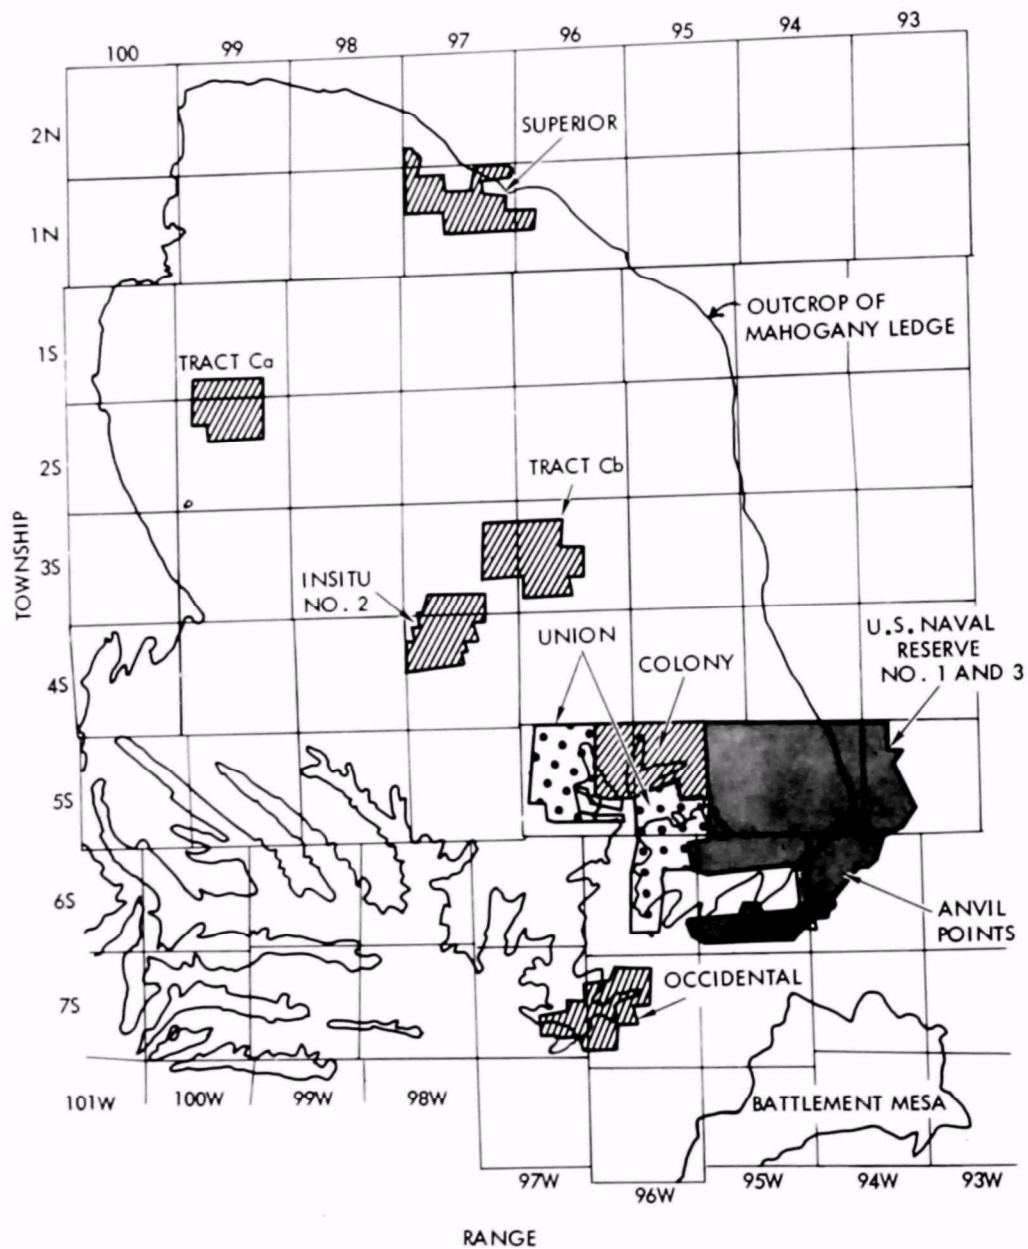 100
99
98
97
96
95
94
93
2N
SUPERIOR
1N
OUTCROP OF
MAHOGANY LEDGE
1S
TRACT Ca
2S
TRACT Cb
TOWNSHIP
3S
INSITU
NO. 2
UNION
COLONY
U.S. NAVAL
RESERVE
NO. 1 AND 3
4S
5S
6S
ANVIL
POINTS
OCCIDENTAL
7S
BATTLEMENT MESA
101W
100W
99W
98W
97W
96W
95W
94W
93W
RANGE